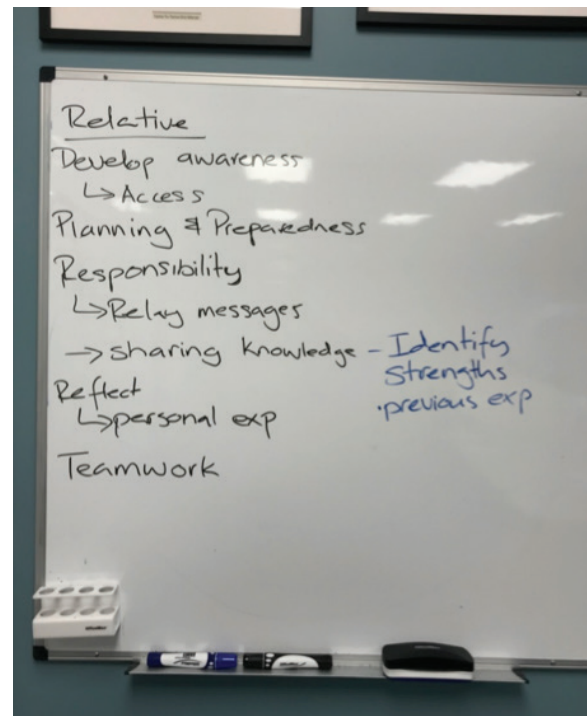 Relative
Develop awareness
↳ Access
Planning & Preparedness
Responsibility
↳ Relay messages
→ sharing knowledge - Identify
Strengths
• previous exp
Reflect
↳ personal exp
Teamwork